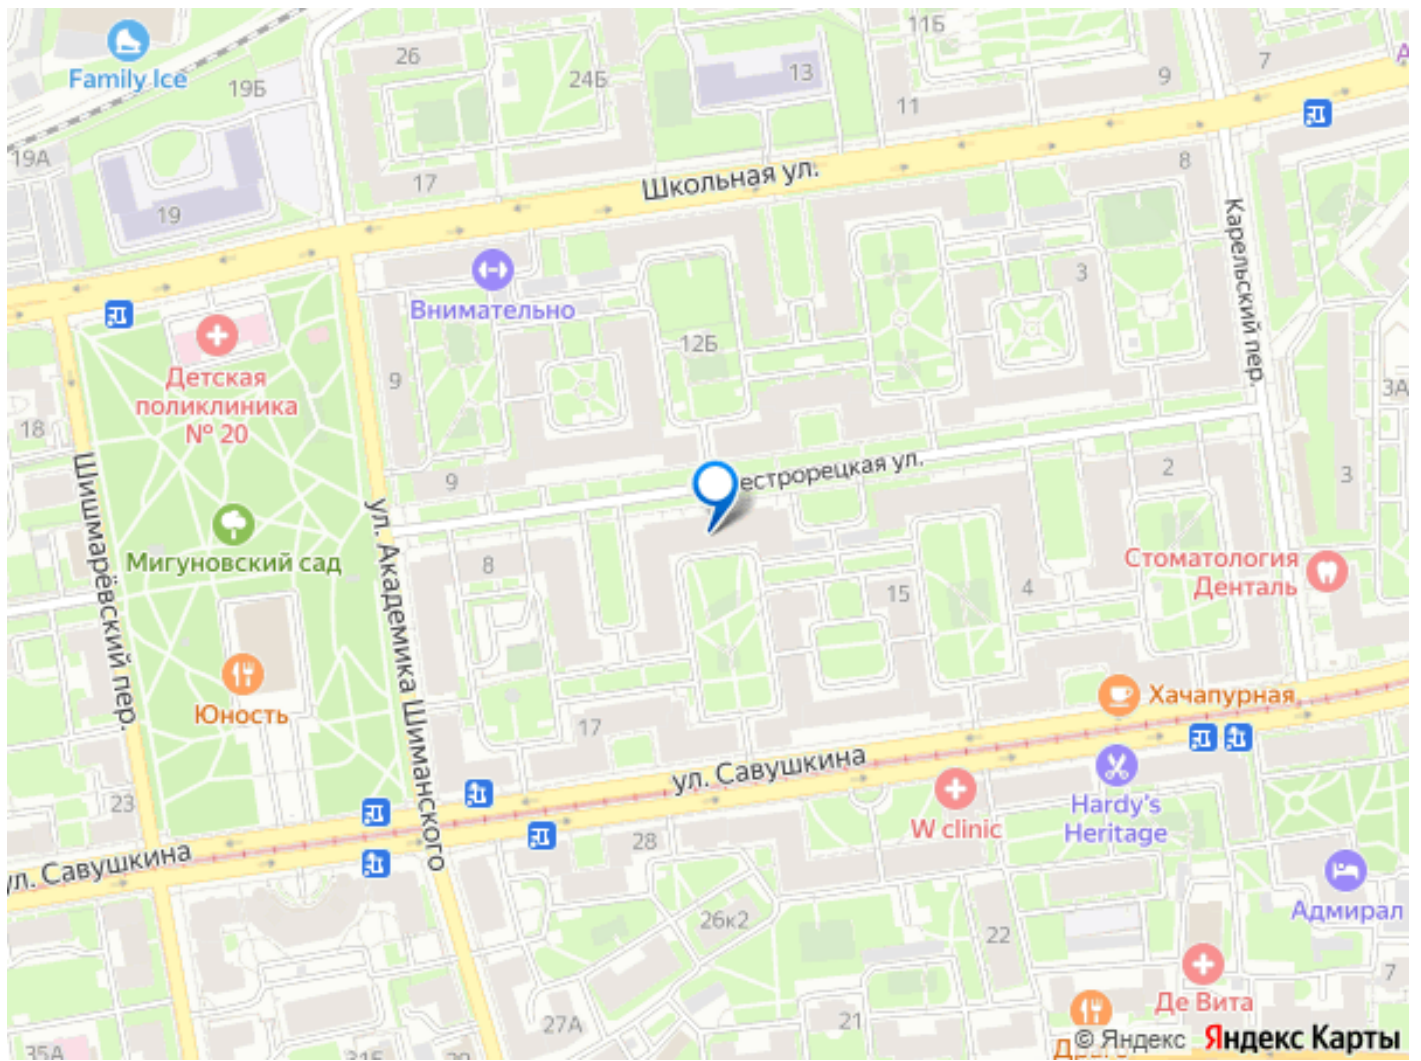 Family Ice
26
19Б
24Б
13
11Б
7
9
11
19А
17
19
Школьная ул.
8
Карельский пер.
3
Внимательно
12Б
Детская
поликлиника
№ 20
9
3А
18
Шишмарёвский пер.
9
естрорецкая ул.
2
3
ул. Академика Шиманского
Мигуновский сад
8
15
4
Стоматология
Денталь
Юность
17
Хачапурная
ул. Савушкина
23
28
W clinic
Hardy's
Heritage
ул. Савушкина
Адмирал
26к2
22
Де Вита
7
27А
21
35А
31Б
29
© Яндекс
Яндекс Карты